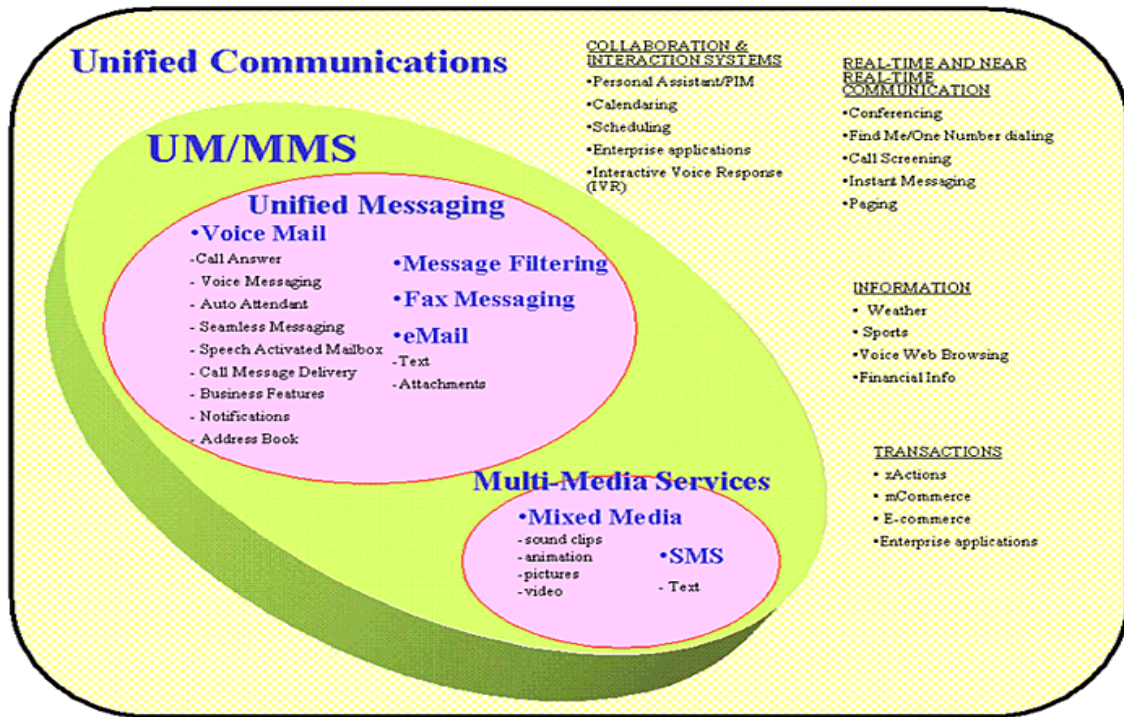 Unified Communications
COLLABORATION &
INTERACTION SYSTEMS
•Personal Assistant/PIM
•Calendaring
•Scheduling
•Enterprise applications
•Interactive Voice Response
(IVR)
REAL-TIME AND NEAR
REAL-TIME
COMMUNICATION
•Conferencing
•Find Me/One Number dialing
•Call Screening
•Instant Messaging
•Paging
UM/MMS
Unified Messaging
•Voice Mail
-Call Answer
- Voice Messaging
- Auto Attendant
- Seamless Messaging
- Speech Activated Mailbox
- Call Message Delivery
- Business Features
- Notifications
- Address Book
•Message Filtering
•Fax Messaging
•eMail
-Text
-Attachments
INFORMATION
• Weather
• Sports
•Voice Web Browsing
•Financial Info
Multi-Media Services
•Mixed Media
-sound clips
-animation
-pictures
-video
•SMS
- Text
TRANSACTIONS
• xActions
• mCommerce
• E-commerce
•Enterprise applications